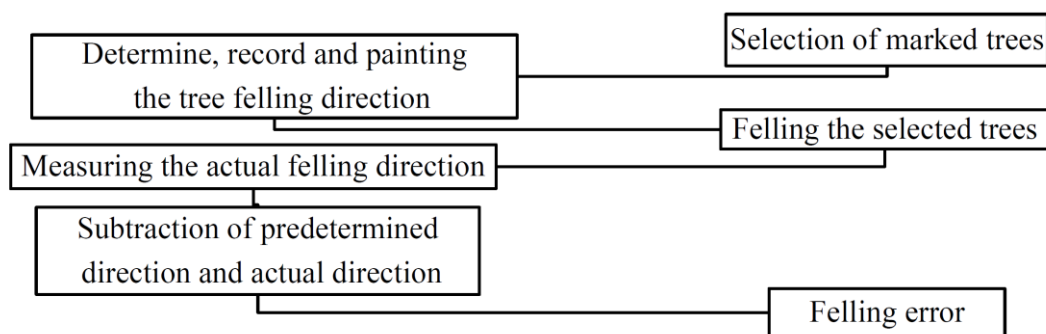 Selection of marked trees
Determine, record and painting
the tree felling direction
Felling the selected trees
Measuring the actual felling direction
Subtraction of predetermined
direction and actual direction
Felling error